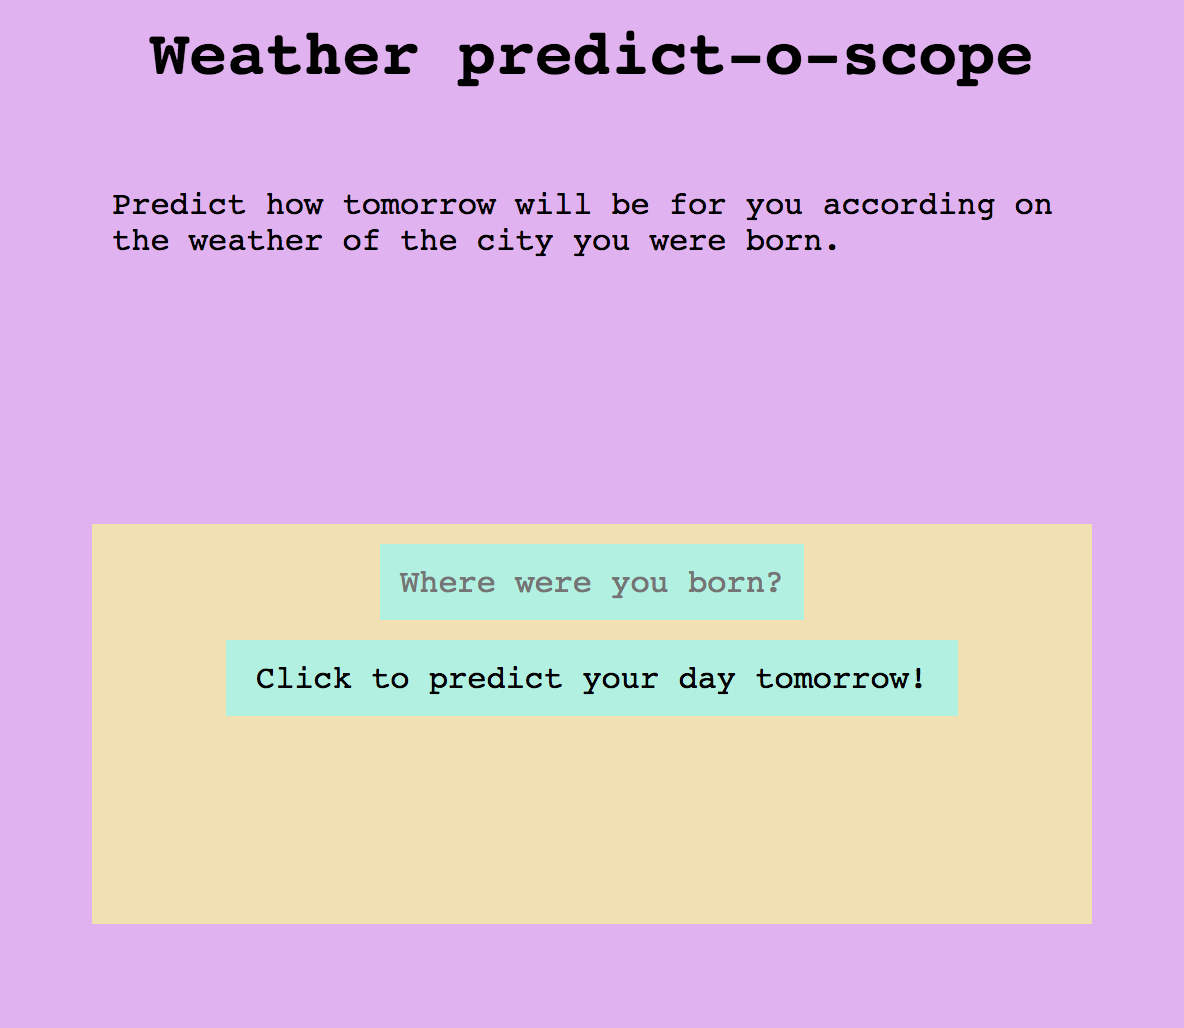 Weather predict-o-scope
Predict how tomorrow will be for you according on
the weather of the city you were born.
Where were you born?
Click to predict your day tomorrow!